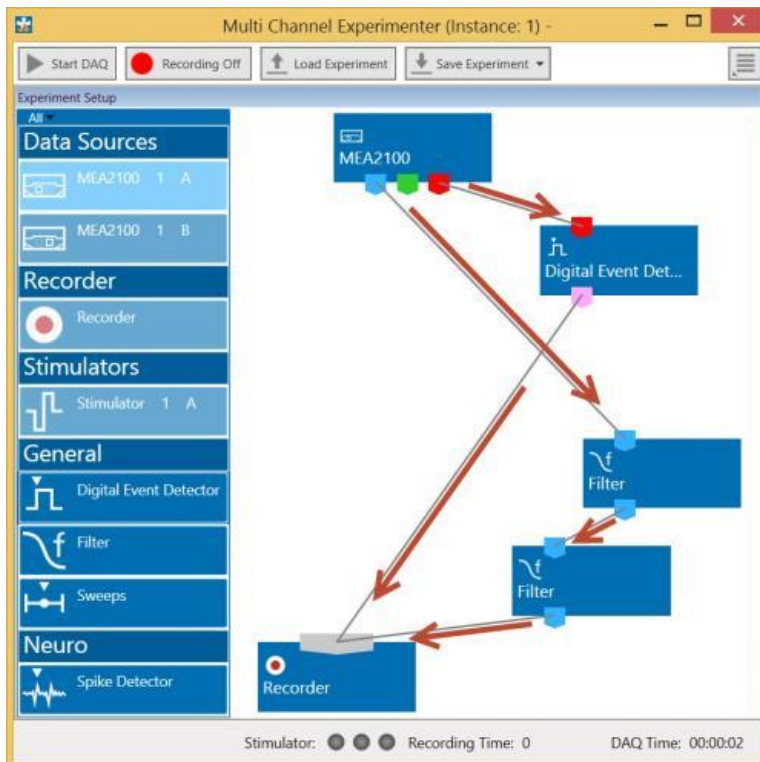 Multi Channel Experimenter (Instance: 1) -
Start DAQ
Recording Off
Load Experiment
Save Experiment
Experiment Setup
All
Data Sources
MEA2100 1 A
MEA2100 1 B
Recorder
Recorder
Stimulators
Stimulator 1 A
General
Digital Event Detector
Filter
Sweeps
Neuro
Spike Detector
MEA2100
Digital Event Det...
Filter
Filter
Recorder
Stimulator:
Recording Time: 0
DAQ Time: 00:00:02